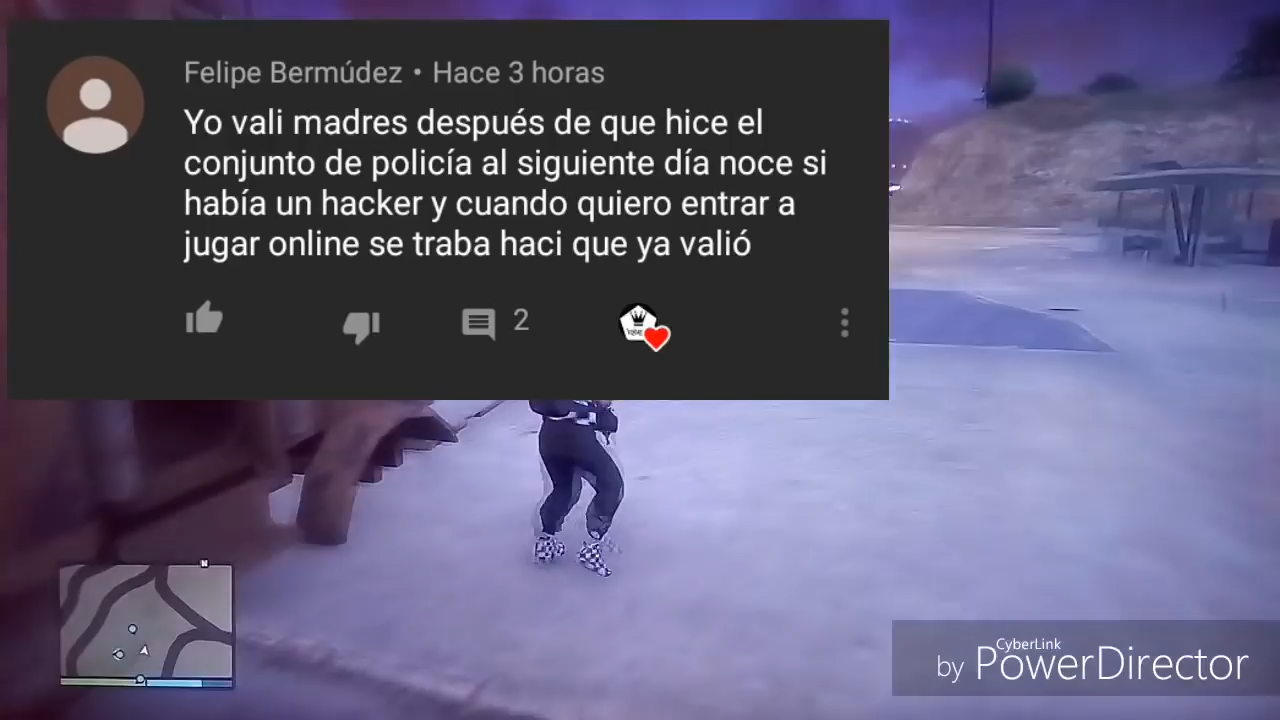 Felipe Bermúdez • Hace 3 horas
Yo vali madres después de que hice el
conjunto de policía al siguiente día noce si
había un hacker y cuando quiero entrar a
jugar online se traba haci que ya valió
2
N
CyberLink
by PowerDirector